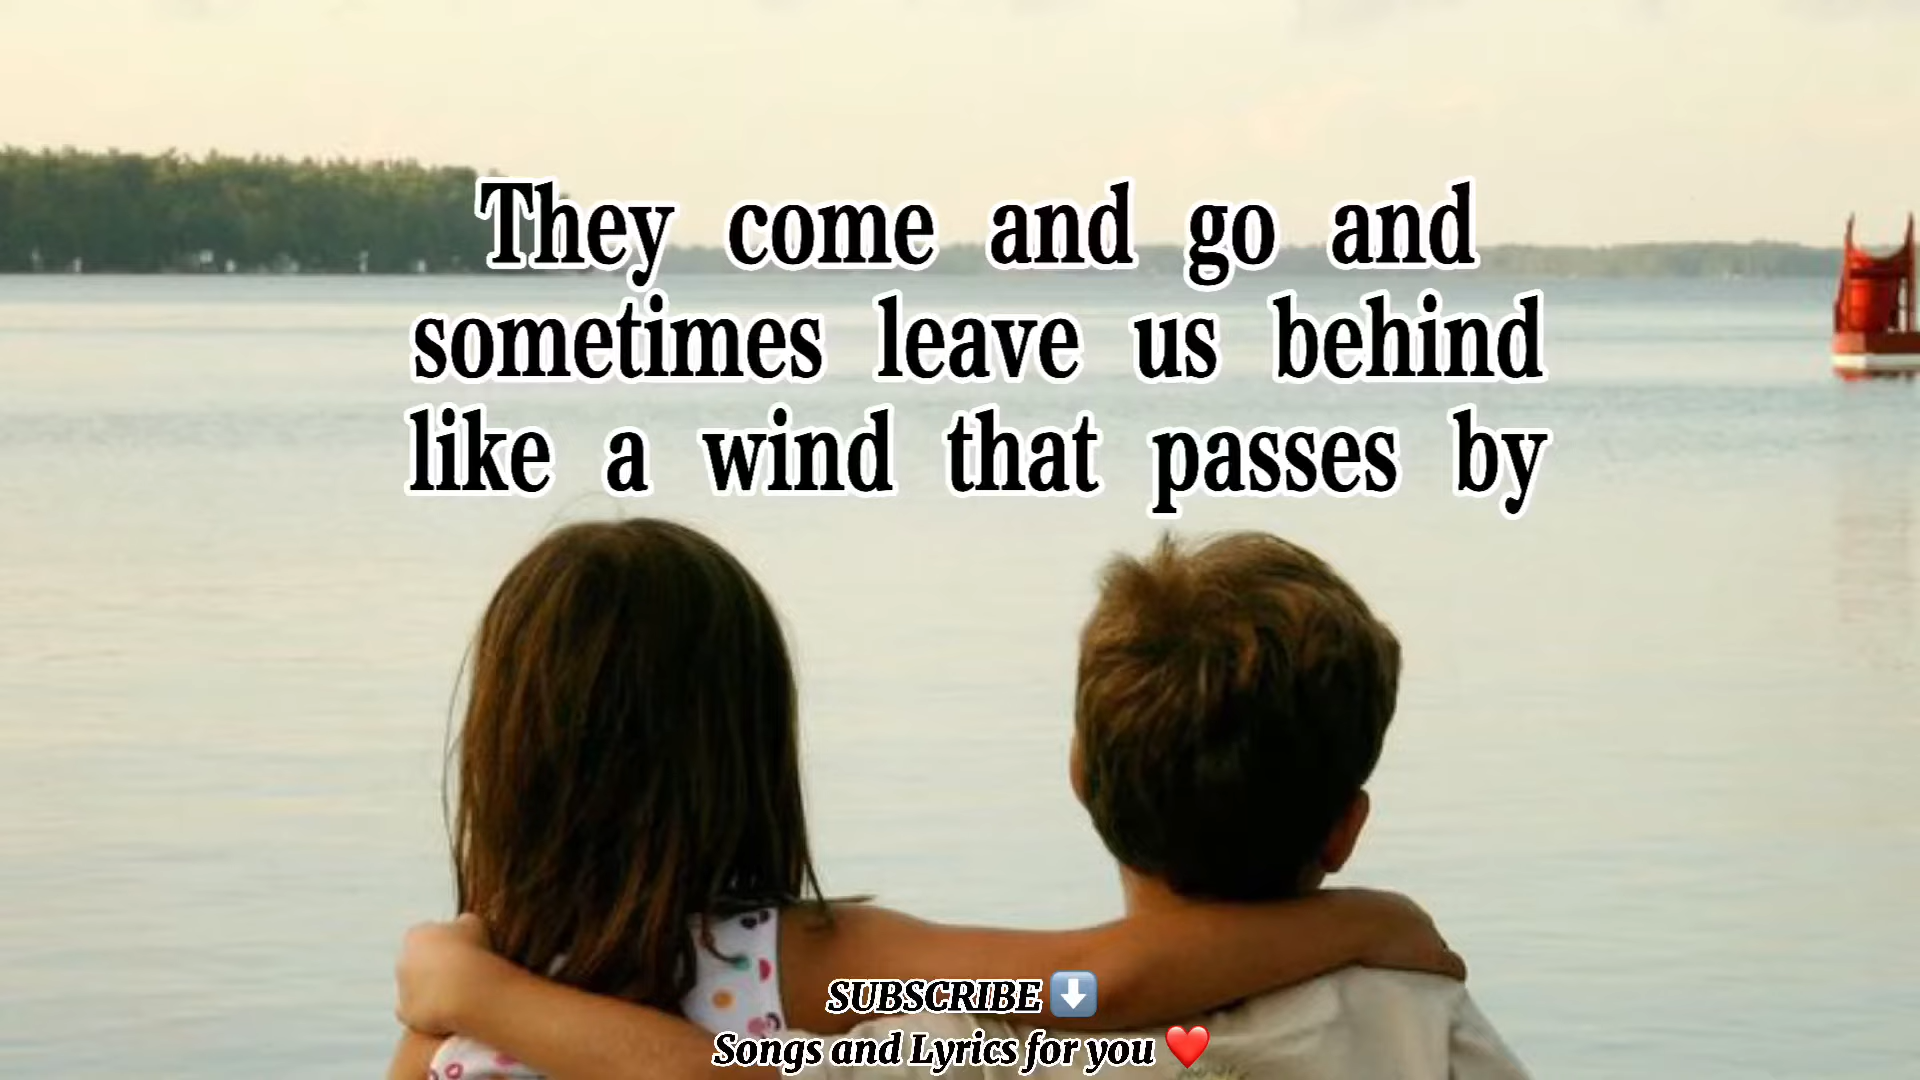 They come and go and
sometimes leave us behind
like a wind that passes by
SUBSCRIBE ⬇️
Songs and Lyrics for you ❤️